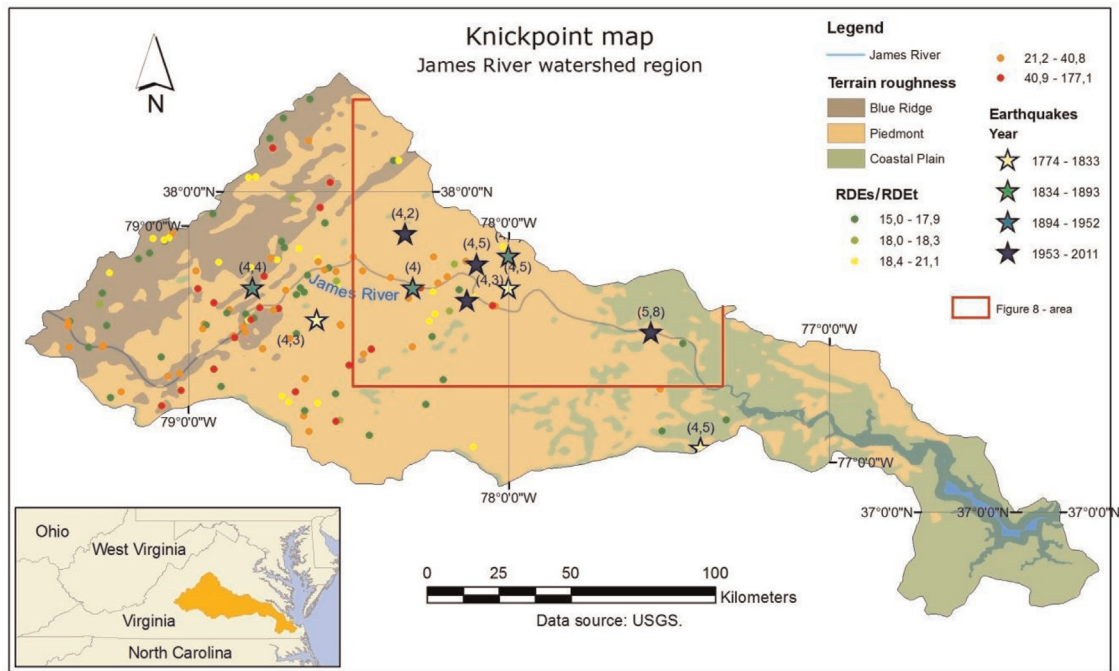 Knickpoint map
James River watershed region
N
38°0'0"N
38°0'0"N
79°0'0"W
78°0'0"W
(4,2)
(4,5)
(4,4)
(4)
(4,5)
(4,3)
James River
(4,3)
(5,8)
77°0'0"W
79°0'0"W
(4,5)
78°0'0"W
77°0'0"W
37°0'0"N
37°0'0"N
37°0'0"N
Legend
James River
Terrain roughness
Blue Ridge
Piedmont
Coastal Plain
RDEs/RDEt
15,0 - 17,9
18,0 - 18,3
18,4 - 21,1
21,2 - 40,8
40,9 - 177,1
Earthquakes
Year
1774 - 1833
1834 - 1893
1894 - 1952
1953 - 2011
Figure 8 - area
Ohio
West Virginia
Virginia
North Carolina
0 25 50 100
Kilometers
Data source: USGS.